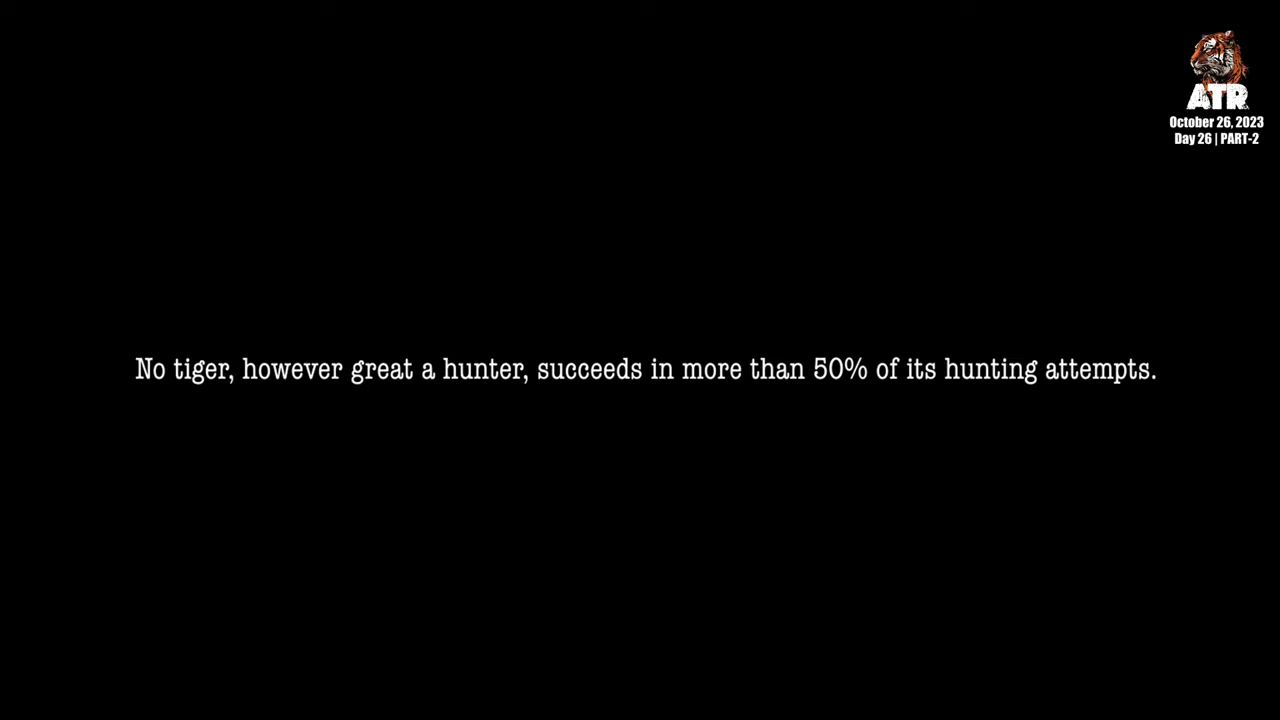 ATR
October 26, 2023
Day 26 | PART-2
No tiger, however great a hunter, succeeds in more than 50% of its hunting attempts.